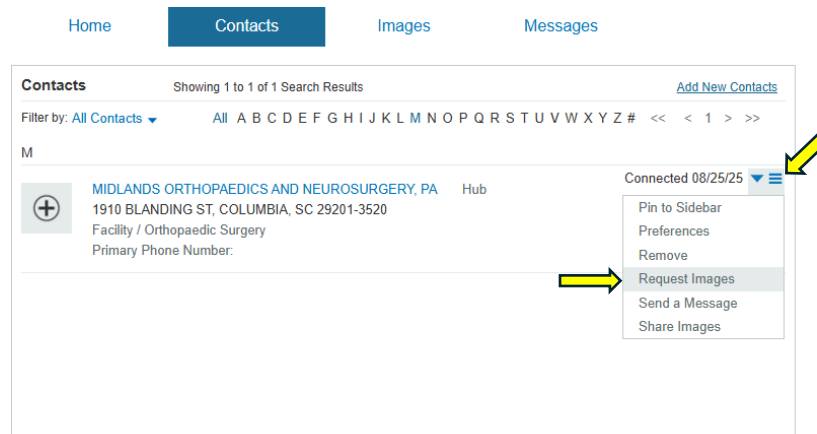 Home Contacts Images Messages
Contacts Showing 1 to 1 of 1 Search Results Add New Contacts
Filter by: All Contacts All A B C D E F G H I J K L M N O P Q R S T U V W X Y Z # << < 1 > >>
M
MIDLANDS ORTHOPAEDICS AND NEUROSURGERY, PA Hub Connected 08/25/25
1910 BLANDING ST, COLUMBIA, SC 29201-3520
Facility / Orthopaedic Surgery
Primary Phone Number:
Pin to Sidebar
Preferences
Remove
Request Images
Send a Message
Share Images